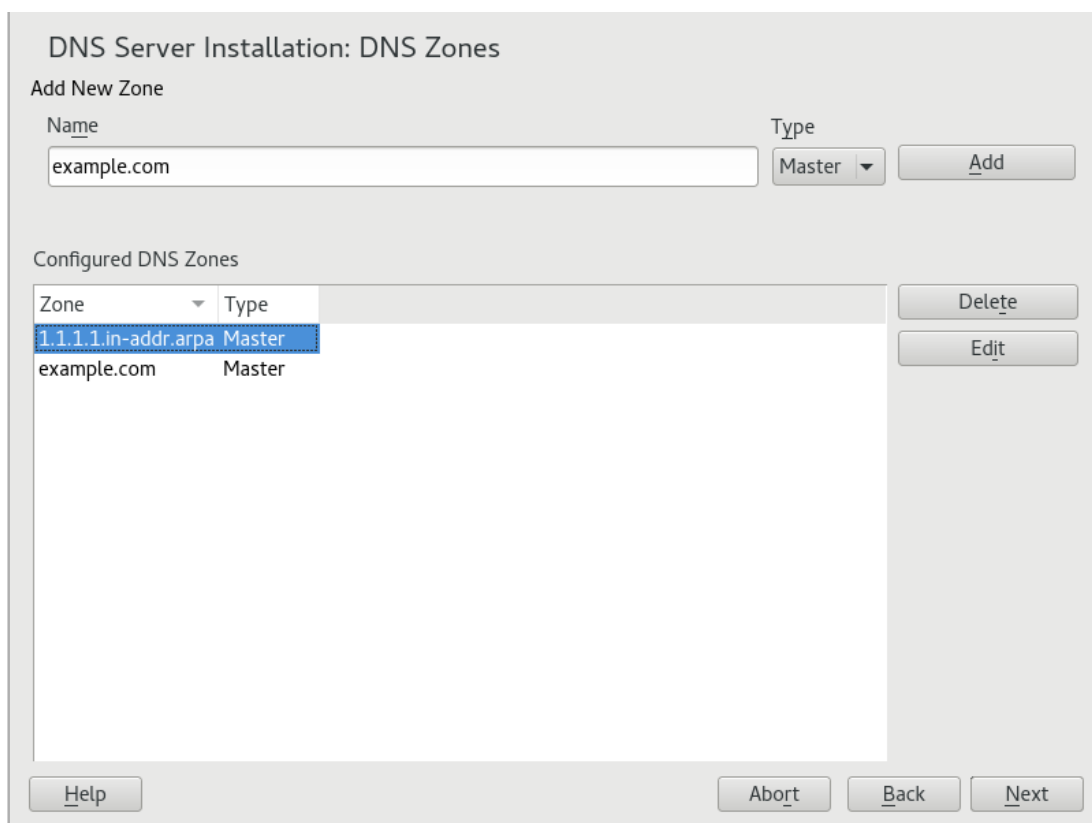 DNS Server Installation: DNS Zones
Add New Zone
Name Type
example.com Master Add
Configured DNS Zones
Zone Type Delete
1.1.1.1.in-addr.arpa Master Edit
example.com Master
Help Abort Back Next